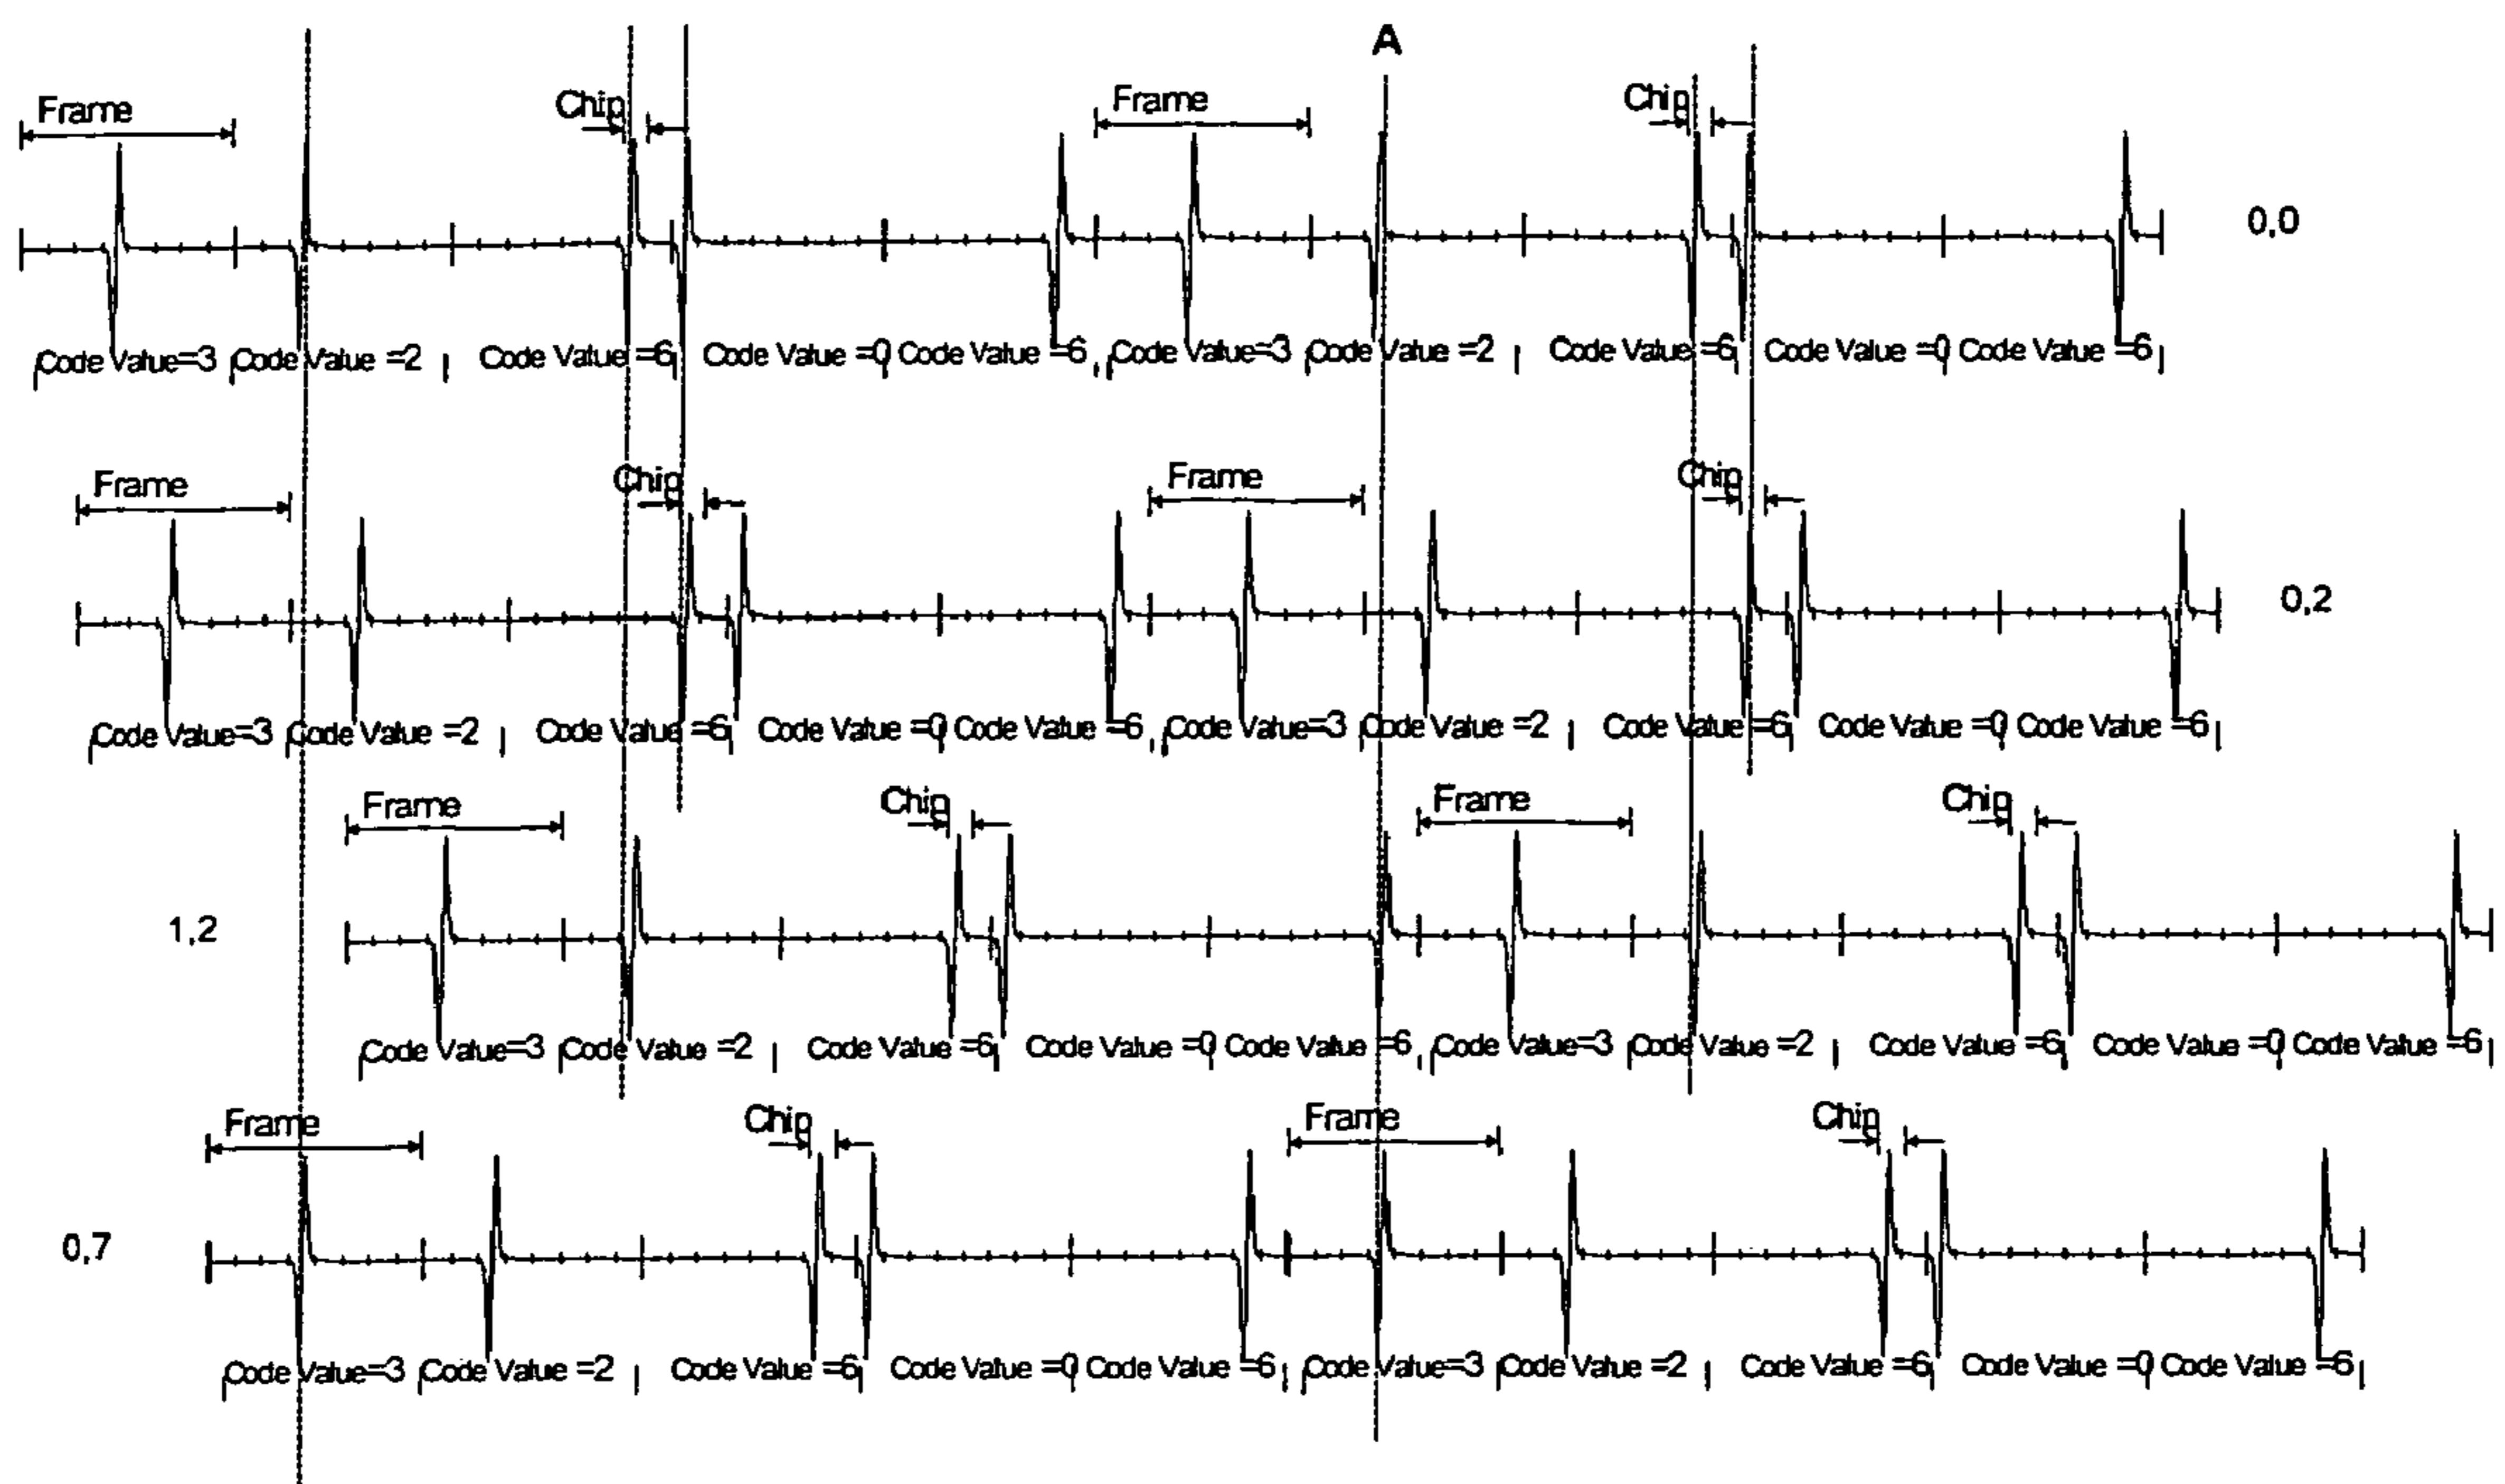 A
Frame Chip Frame Chip
0,0
Code Value=3 Code Value =2 Code Value =6 Code Value =0 Code Value =6 Code Value=3 Code Value =2 Code Value =6 Code Value =0 Code Value =6
Frame Chip Frame Chip
0,2
Code Value=3 Code Value =2 Code Value =6 Code Value =0 Code Value =6 Code Value=3 Code Value =2 Code Value =6 Code Value =0 Code Value =6
Frame Chip Frame Chip
1,2
Code Value=3 Code Value =2 Code Value =6 Code Value =0 Code Value =6 Code Value=3 Code Value =2 Code Value =6 Code Value =0 Code Value =6
Frame Chip Frame Chip
0,7
Code Value=3 Code Value =2 Code Value =6 Code Value =0 Code Value =6 Code Value=3 Code Value =2 Code Value =6 Code Value =0 Code Value =6